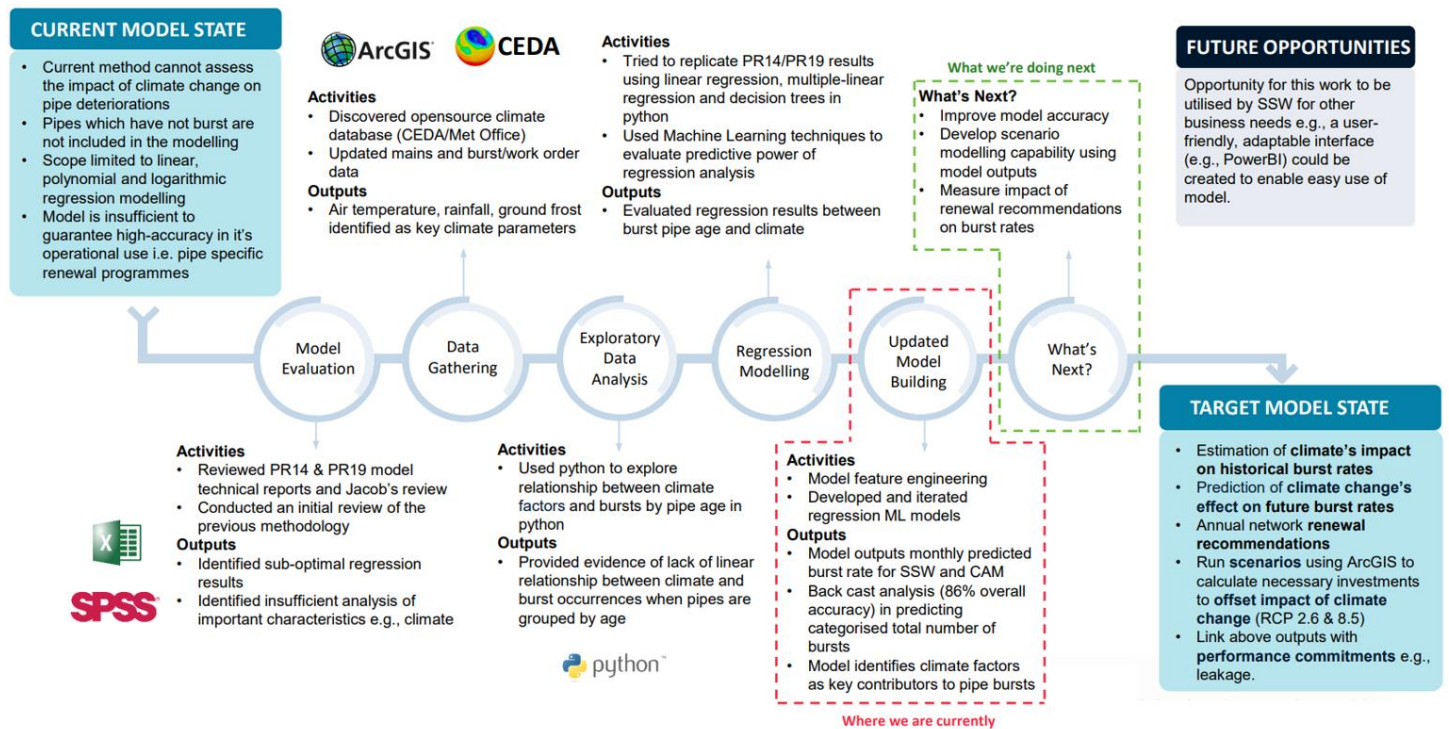 CURRENT MODEL STATE
• Current method cannot assess
the impact of climate change on
pipe deteriorations
• Pipes which have not burst are
not included in the modelling
• Scope limited to linear,
polynomial and logarithmic
regression modelling
• Model is insufficient to
guarantee high-accuracy in it's
operational use i.e. pipe specific
renewal programmes
ArcGIS
CEDA
Activities
• Discovered opensource climate
database (CEDA/Met Office)
• Updated mains and burst/work order
data
Outputs
• Air temperature, rainfall, ground frost
identified as key climate parameters
Activities
• Tried to replicate PR14/PR19 results
using linear regression, multiple-linear
regression and decision trees in
python
• Used Machine Learning techniques to
evaluate predictive power of
regression analysis
Outputs
• Evaluated regression results between
burst pipe age and climate
What we're doing next
What's Next?
• Improve model accuracy
• Develop scenario
modelling capability using
model outputs
• Measure impact of
renewal recommendations
on burst rates
FUTURE OPPORTUNITIES
Opportunity for this work to be
utilised by SSW for other
business needs e.g., a user-
friendly, adaptable interface
(e.g., PowerBI) could be
created to enable easy use of
model.
Model
Evaluation
Data
Gathering
Exploratory
Data
Analysis
Regression
Modelling
Updated
Model
Building
What's
Next?
X
SPSS
Activities
• Reviewed PR14 & PR19 model
technical reports and Jacob's review
• Conducted an initial review of the
previous methodology
Outputs
• Identified sub-optimal regression
results
• Identified insufficient analysis of
important characteristics e.g., climate
Activities
• Used python to explore
relationship between climate
factors and bursts by pipe age in
python
Outputs
• Provided evidence of lack of linear
relationship between climate and
burst occurrences when pipes are
grouped by age
python™
Activities
• Model feature engineering
• Developed and iterated
regression ML models
Outputs
• Model outputs monthly predicted
burst rate for SSW and CAM
• Back cast analysis (86% overall
accuracy) in predicting
categorised total number of
bursts
• Model identifies climate factors
as key contributors to pipe bursts
Where we are currently
TARGET MODEL STATE
• Estimation of climate's impact
on historical burst rates
• Prediction of climate change's
effect on future burst rates
• Annual network renewal
recommendations
• Run scenarios using ArcGIS to
calculate necessary investments
to offset impact of climate
change (RCP 2.6 & 8.5)
• Link above outputs with
performance commitments e.g.,
leakage.